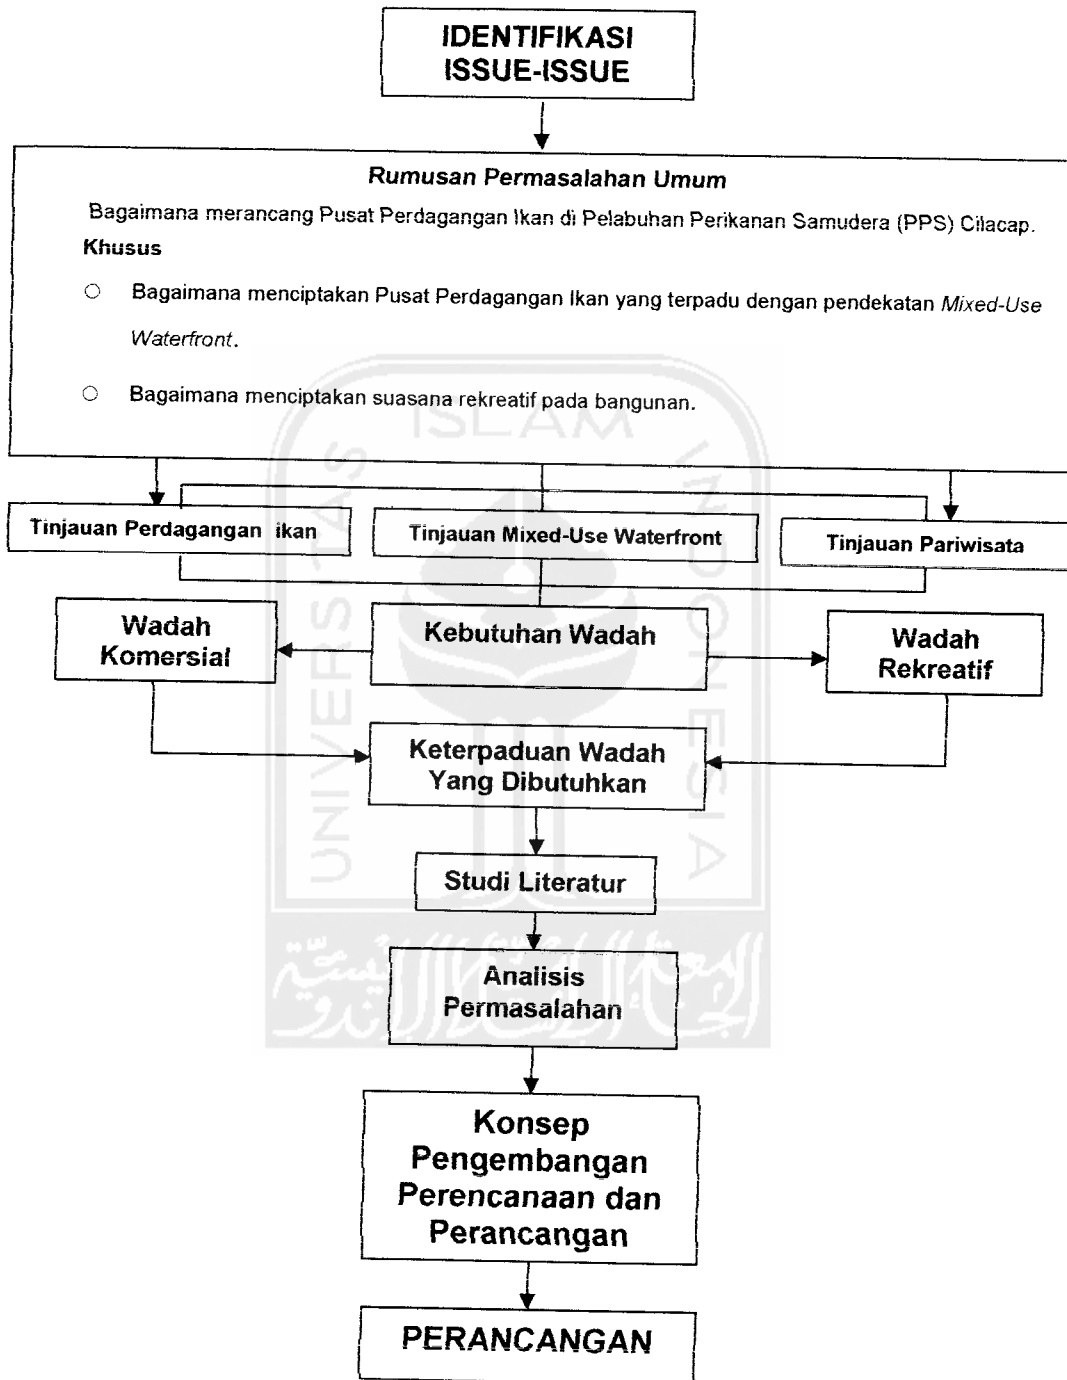 IDENTIFIKASI
ISSUE-ISSUE
Rumusan Permasalahan Umum
Bagaimana merancang Pusat Perdagangan Ikan di Pelabuhan Perikanan Samudera (PPS) Cilacap.
Khusus
○ Bagaimana menciptakan Pusat Perdagangan Ikan yang terpadu dengan pendekatan Mixed-Use
Waterfront.
○ Bagaimana menciptakan suasana rekreatif pada bangunan.
Tinjauan Perdagangan ikan
Tinjauan Mixed-Use Waterfront
Tinjauan Pariwisata
Wadah
Komersial
Kebutuhan Wadah
Wadah
Rekreatif
Keterpaduan Wadah
Yang Dibutuhkan
Studi Literatur
Analisis
Permasalahan
Konsep
Pengembangan
Perencanaan dan
Perancangan
PERANCANGAN
UNIVERSITAS
ISLAM
INDONESIA